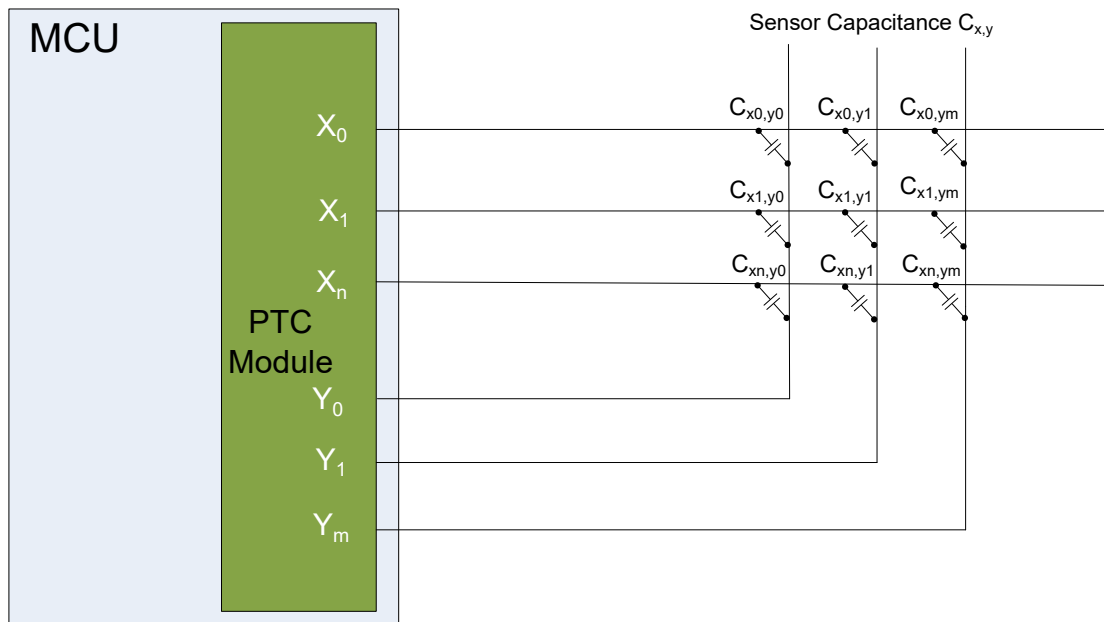 MCU
Sensor Capacitance Cx,y
X0
Cx0,y0 Cx0,y1 Cx0,ym
X1
Cx1,y0 Cx1,y1 Cx1,ym
Xn
Cxn,y0 Cxn,y1 Cxn,ym
PTC
Module
Y0
Y1
Ym